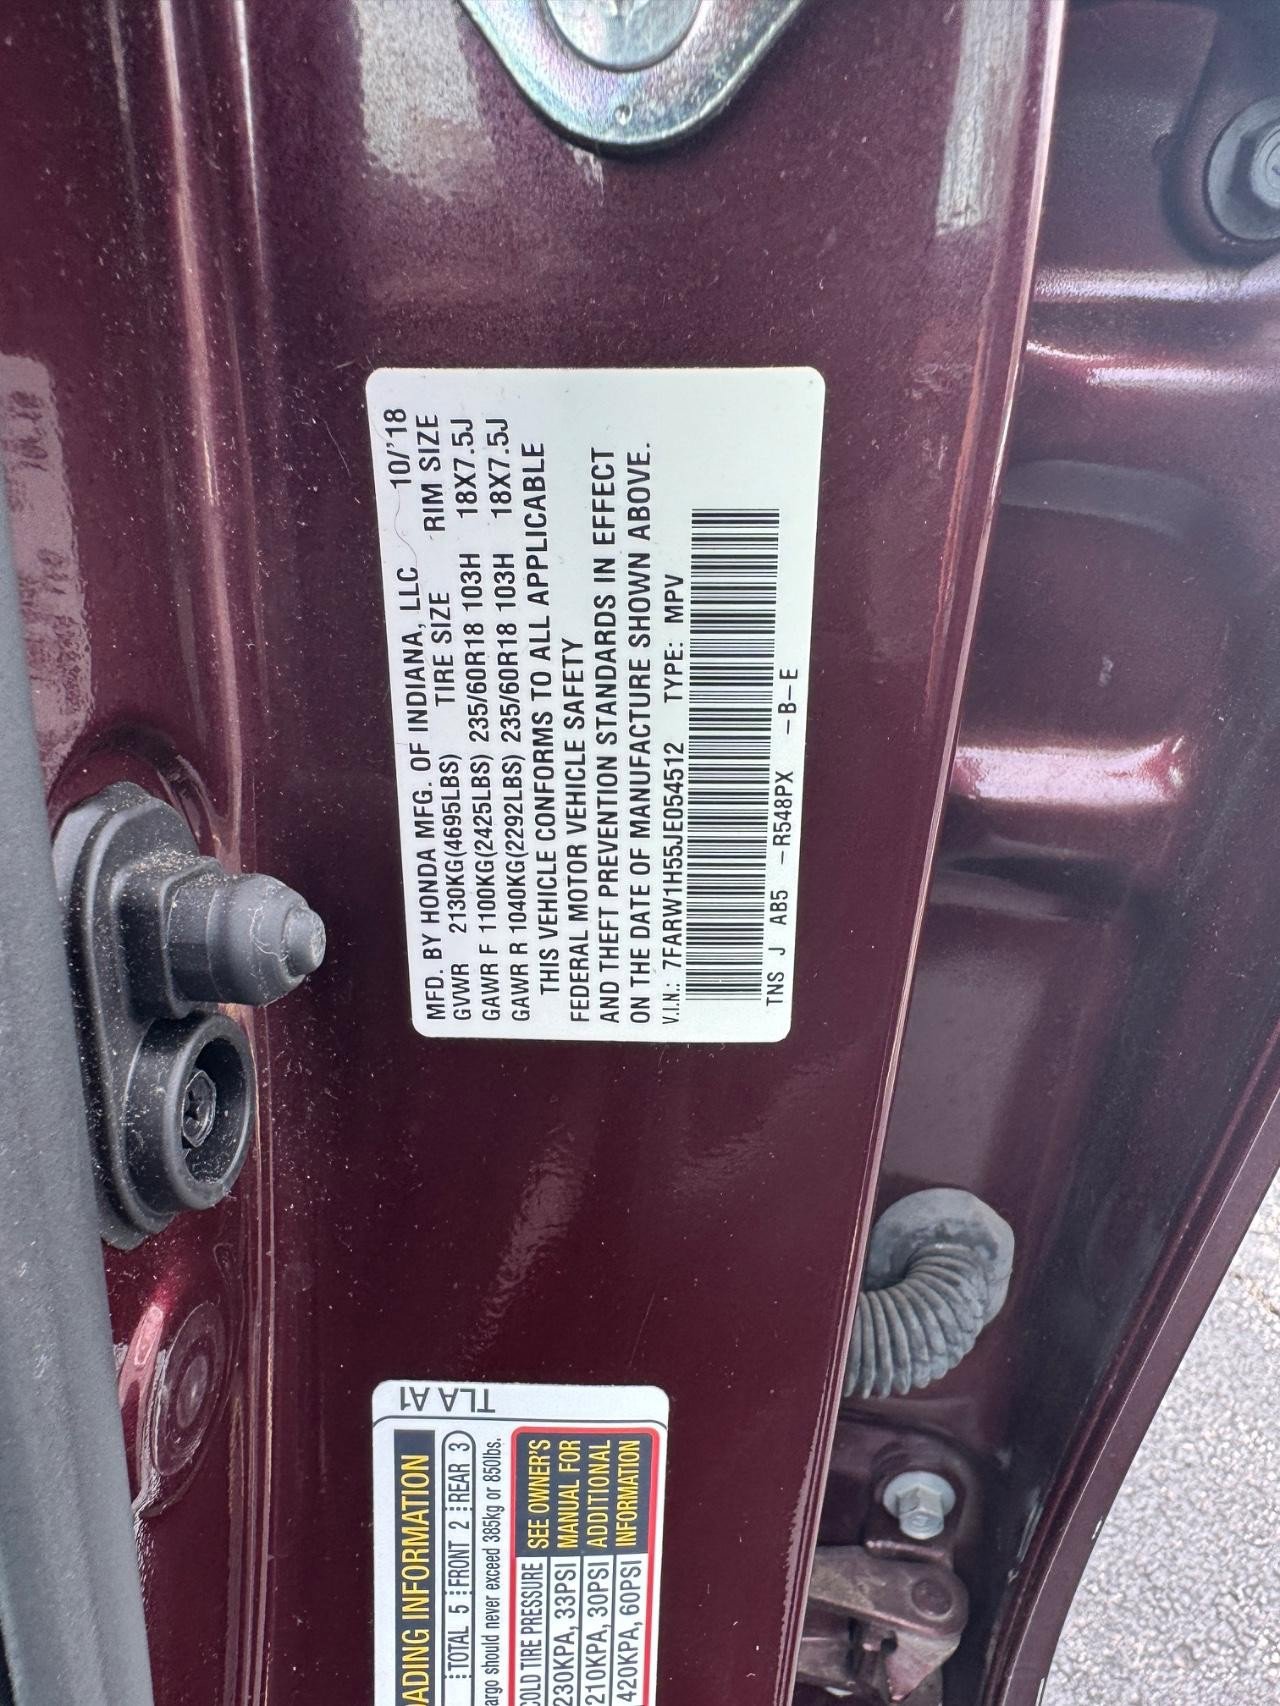 MFD. BY HONDA MFG. OF INDIANA, LLC 10/'18
GVWR 2130KG(4695LBS) TIRE SIZE RIM SIZE
GAWR F 1100KG(2425LBS) 235/60R18 103H 18X7.5J
GAWR R 1040KG(2292LBS) 235/60R18 103H 18X7.5J
THIS VEHICLE CONFORMS TO ALL APPLICABLE
FEDERAL MOTOR VEHICLE SAFETY
AND THEFT PREVENTION STANDARDS IN EFFECT
ON THE DATE OF MANUFACTURE SHOWN ABOVE.
V.I.N.: 7FARW1H55JE054512 TYPE: MPV
TNS J AB5 -R548PX -B-E
TLA A1
INFORMATION
TOTAL 5 FRONT 2 REAR 3
should never exceed 385kg or 850lbs.
COLD TIRE PRESSURE
230KPA, 33PSI
210KPA, 30PSI
420KPA, 60PSI
SEE OWNER'S
MANUAL FOR
ADDITIONAL
INFORMATION